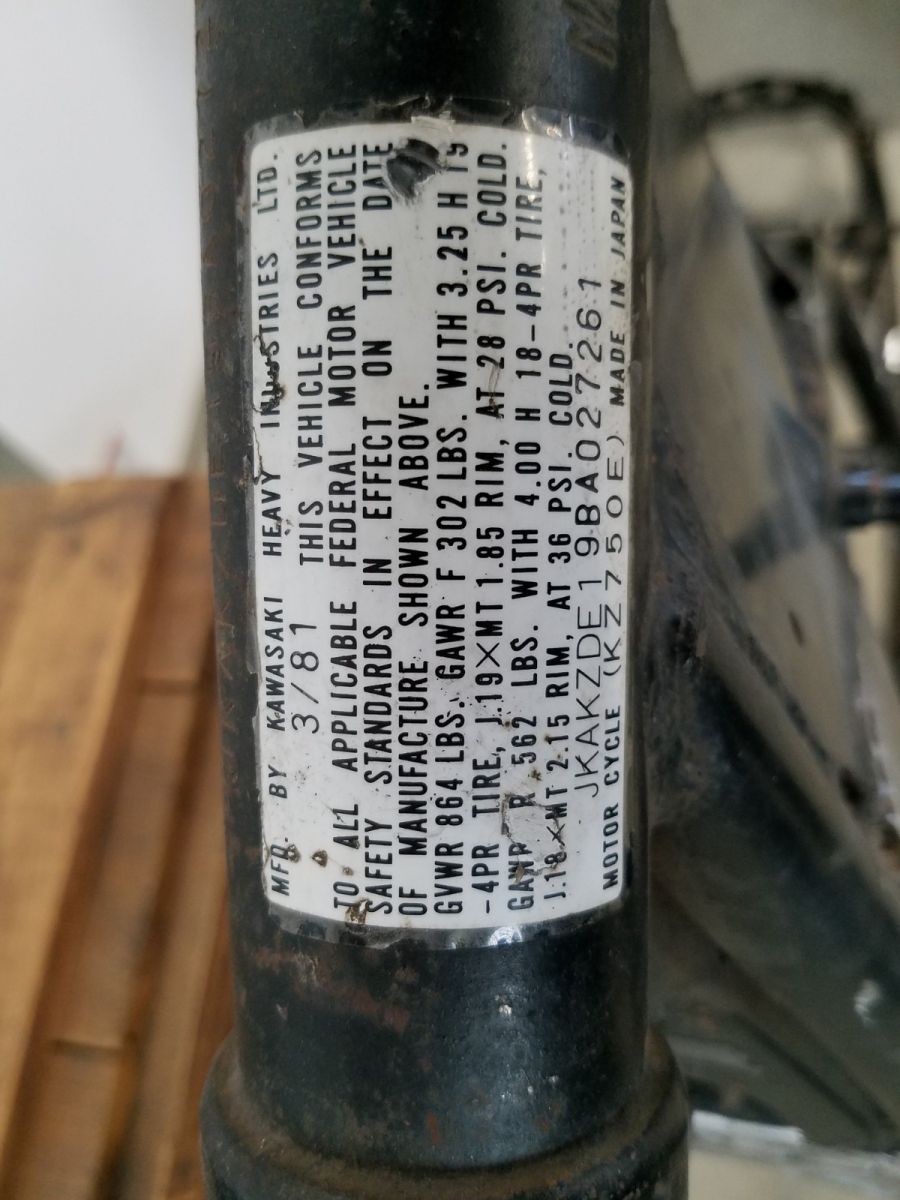 MFD. BY KAWASAKI HEAVY INDUSTRIES LTD.
3/81 THIS VEHICLE CONFORMS
TO ALL APPLICABLE FEDERAL MOTOR VEHICLE
SAFETY STANDARDS IN EFFECT ON THE DATE
OF MANUFACTURE SHOWN ABOVE.
GVWR 864 LBS. GAWR F 302 LBS. WITH 3.25 H 19
-4PR TIRE, J.19×MT 1.85 RIM, AT 28 PSI. COLD.
GAWR R 562 LBS. WITH 4.00 H 18-4PR TIRE,
J.18×MT 2.15 RIM, AT 36 PSI. COLD.
JKAKZDE19BA027261
MOTOR CYCLE (KZ750E) MADE IN JAPAN